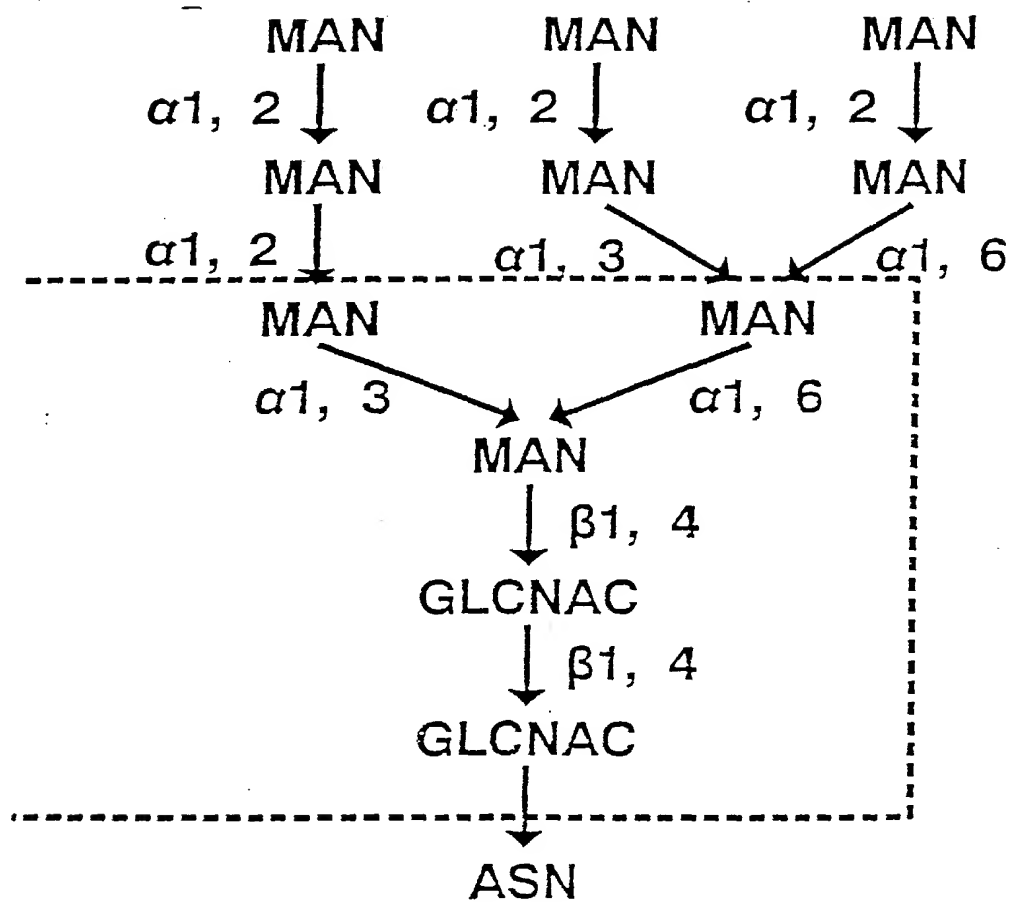 MAN MAN MAN
α1, 2 α1, 2 α1, 2
MAN MAN MAN
α1, 2 α1, 3 α1, 6
MAN MAN
α1, 3 α1, 6
MAN
β1, 4
GLCNAC
β1, 4
GLCNAC
ASN